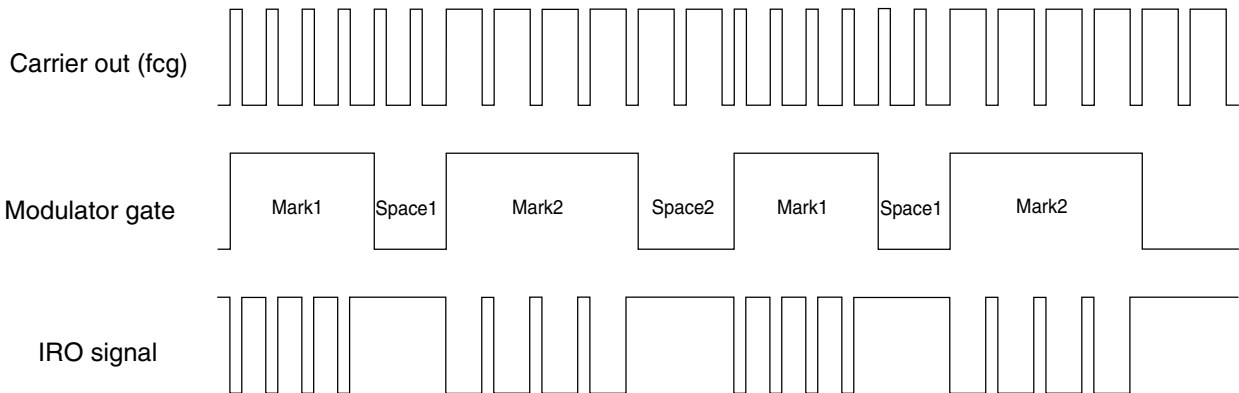 Carrier out (fcg)
Modulator gate
Mark1 Space1 Mark2 Space2 Mark1 Space1 Mark2
IRO signal